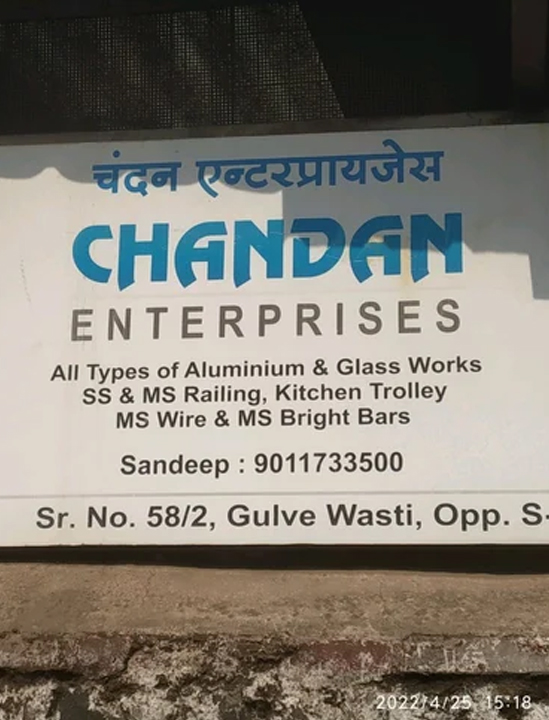 चंदन एन्टरप्रायजेस
CHANDAN
ENTERPRISES
All Types of Aluminium & Glass Works
SS & MS Railing, Kitchen Trolley
MS Wire & MS Bright Bars
Sandeep : 9011733500
Sr. No. 58/2, Gulve Wasti, Opp. S-
2022/4/25 15:18